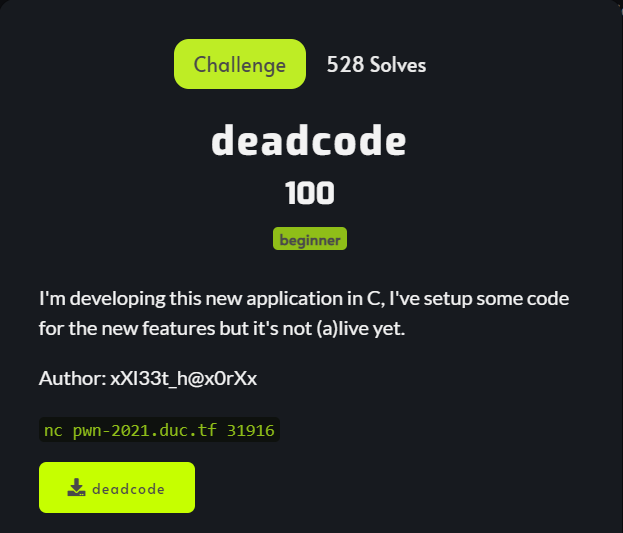 Challenge 528 Solves
deadcode
100
beginner
I'm developing this new application in C, I've setup some code
for the new features but it's not (a)live yet.
Author: xXl33t_h@x0rXx
nc pwn-2021.duc.tf 31916
deadcode